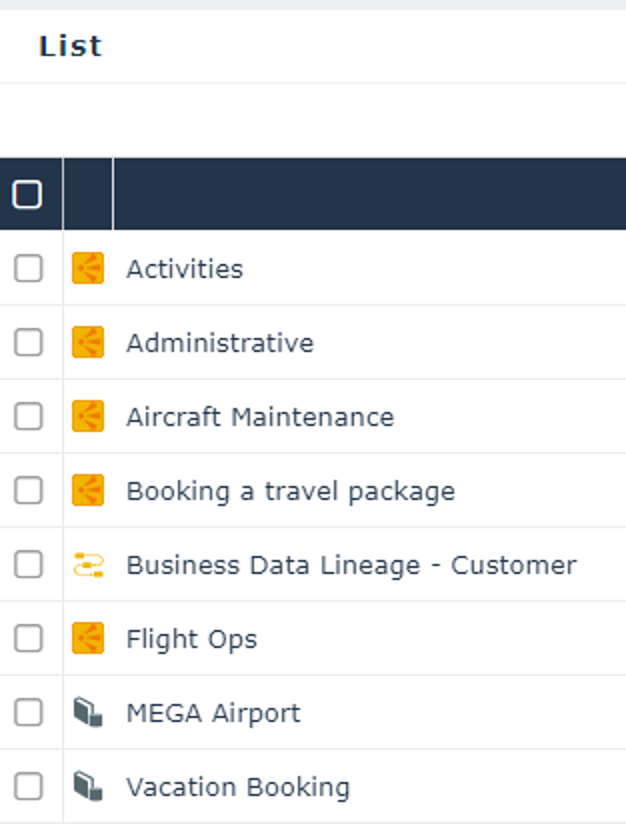 List
Activities
Administrative
Aircraft Maintenance
Booking a travel package
Business Data Lineage - Customer
Flight Ops
MEGA Airport
Vacation Booking